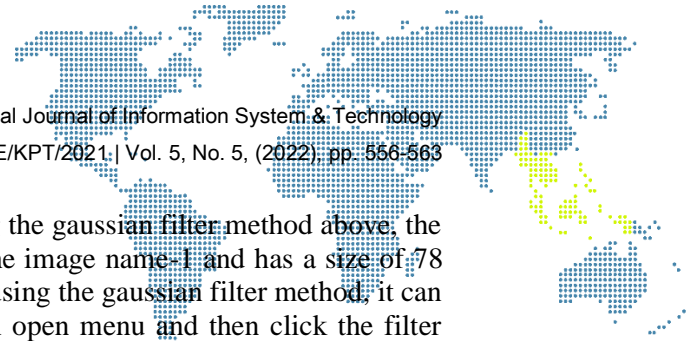 al Journal of Information System & Technology
E/KPT/2021 | Vol. 5, No. 5, (2022), pp. 556-563
the gaussian filter method above, the
e image name-1 and has a size of 78
using the gaussian filter method, it can
open menu and then click the filter